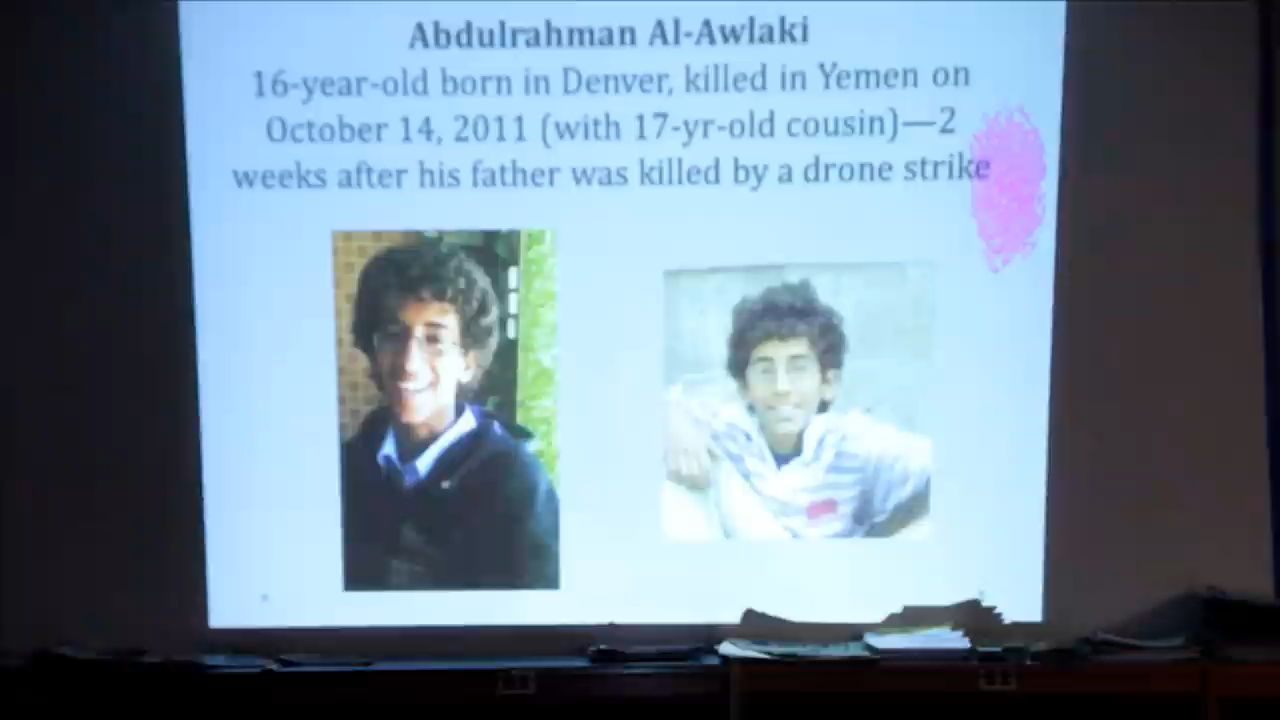 Abdulrahman Al-Awlaki
16-year-old born in Denver, killed in Yemen on
October 14, 2011 (with 17-yr-old cousin)—2
weeks after his father was killed by a drone strike